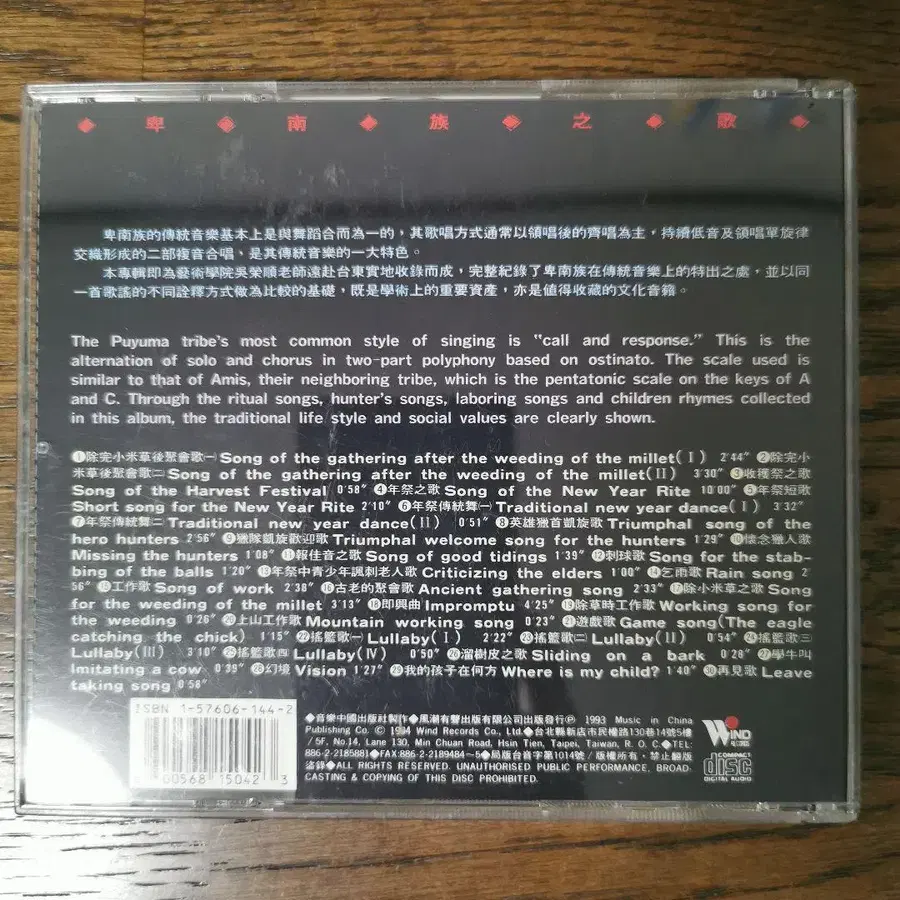 ◆ 卑 ◆ 南 ◆ 族 ◆ 之 ◆ 歌 ◆
卑南族的傳統音樂基本上是與舞蹈合而為一的，其歌唱方式通常以領唱後的齊唱為主，持續低音及領唱單旋律
交織形成的二部複音合唱、是其傳統音樂的一大特色。
本專輯即為藝術學院吳榮順老師遠赴台東實地收錄而成，完整紀錄了卑南族在傳統音樂上的特出之處，並以同
一首歌謠的不同詮釋方式做為比較的基礎，既是學術上的重要資產，亦是值得收藏的文化音籍。
The Puyuma tribe's most common style of singing is "call and response." This is the
alternation of solo and chorus in two-part polyphony based on ostinato. The scale used is
similar to that of Amis, their neighboring tribe, which is the pentatonic scale on the keys of A
and C. Through the ritual songs, hunter's songs, laboring songs and children rhymes collected
in this album, the traditional life style and social values are clearly shown.
❶除完小米草後聚會歌㈠ Song of the gathering after the weeding of the millet(Ⅰ) 2'44" ❷除完小
米草後聚會歌㈡ Song of the gathering after the weeding of the millet(Ⅱ) 3'30" ❸收獲祭之歌
Song of the Harvest Festival 0'58" ❹年祭之歌 Song of the New Year Rite 10'00" ❺年祭短歌
Short song for the New Year Rite 2'10" ❻年祭傳統舞㈠ Traditional new year dance(Ⅰ) 3'32"
❼年祭傳統舞㈡ Traditional new year dance(Ⅱ) 0'51" ❽英雄獵首凱旋歌 Triumphal song of the
hero hunters 2'56" ❾獵隊凱旋歡迎歌 Triumphal welcome song for the hunters 1'29" ❿懷念獵人歌
Missing the hunters 1'08" ⓫報佳音之歌 Song of good tidings 1'39" ⓬刺球歌 Song for the stab-
bing of the balls 1'20" ⓭年祭中青少年諷刺老人歌 Criticizing the elders 1'00" ⓮乞雨歌 Rain song 2'
56" ⓯工作歌 Song of work 2'38" ⓰古老的聚會歌 Ancient gathering song 2'33" ⓱除小米草之歌 Song
for the weeding of the millet 3'13" ⓲即興曲 Impromptu 4'25" ⓳除草時工作歌 Working song for
the weeding 0'26" ⓴上山工作歌 Mountain working song 0'23" ㉑遊戲歌 Game song(The eagle
catching the chick) 1'15" ㉒搖籃歌㈠ Lullaby(Ⅰ) 2'22" ㉓搖籃歌㈡ Lullaby(Ⅱ) 0'54" ㉔搖籃歌㈢
Lullaby(Ⅲ) 3'10" ㉕搖籃歌㈣ Lullaby(Ⅳ) 0'50" ㉖溜樹皮之歌 Sliding on a bark 0'28" ㉗學牛叫
Imitating a cow 0'39" ㉘幻境 Vision 1'27" ㉙我的孩子在何方 Where is my child? 1'40" ㉚再見歌 Leave
taking song 0'58"
ISBN 1-57606-144-2
00568 15042 3
◆音樂中國出版社製作◆風潮有聲出版有限公司出版發行℗ 1993 Music in China
Publishing Co. © 1994 Wind Records Co., Ltd.◆台北縣新店市民權路130巷14號5樓
/ 5F, No.14, Lane 130, Min Chuan Road, Hsin Tien, Taipei, Taiwan, R. O. C◆TEL:
886-2-2185881◆FAX:886-2-2189484～5◆局版台音字第1014號 / 版權所有・禁止翻版
盜錄◆ALL RIGHTS RESERVED. UNAUTHORISED PUBLIC PERFORMANCE, BROAD-
CASTING & COPYING OF THIS DISC PROHIBITED.
WIND
RECORDS
COMPACT
disc
DIGITAL AUDIO